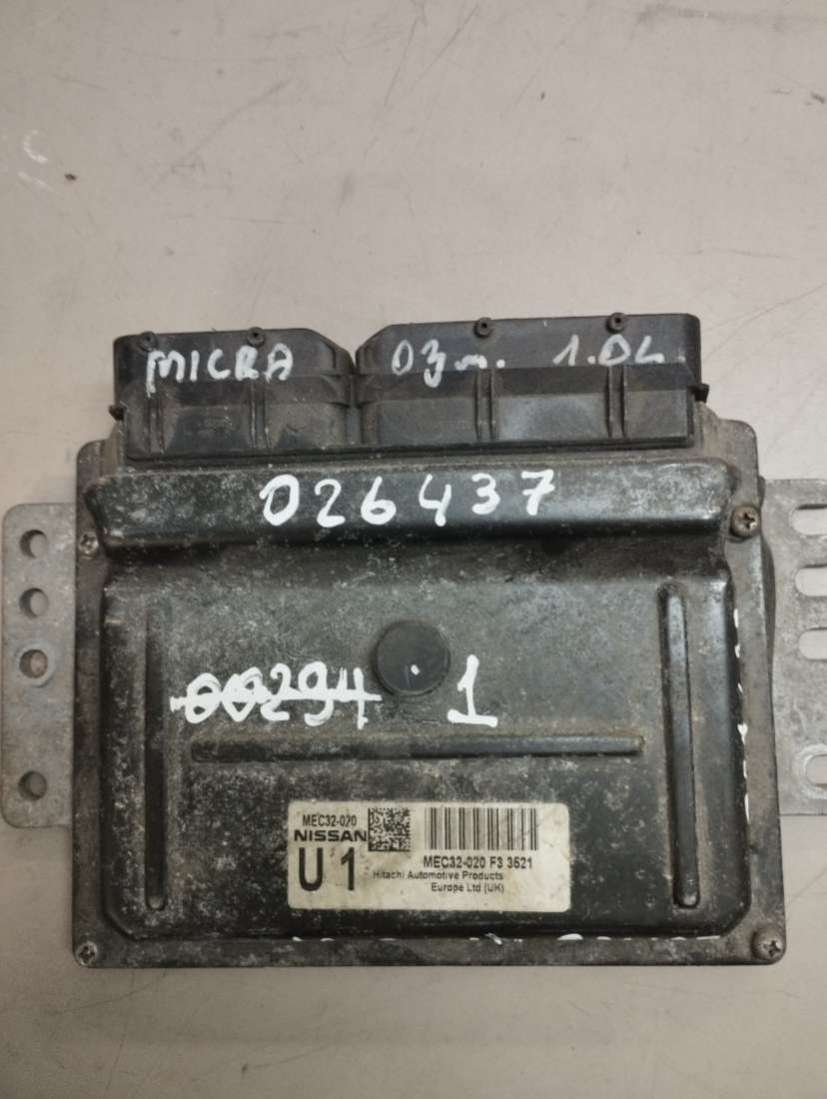 MICRA 03m. 1.0L
026437
00294 . 1
MEC32-020
NISSAN
U1
MEC32-020 F3 3521
Hitachi Automotive Products
Europe Ltd (UK)